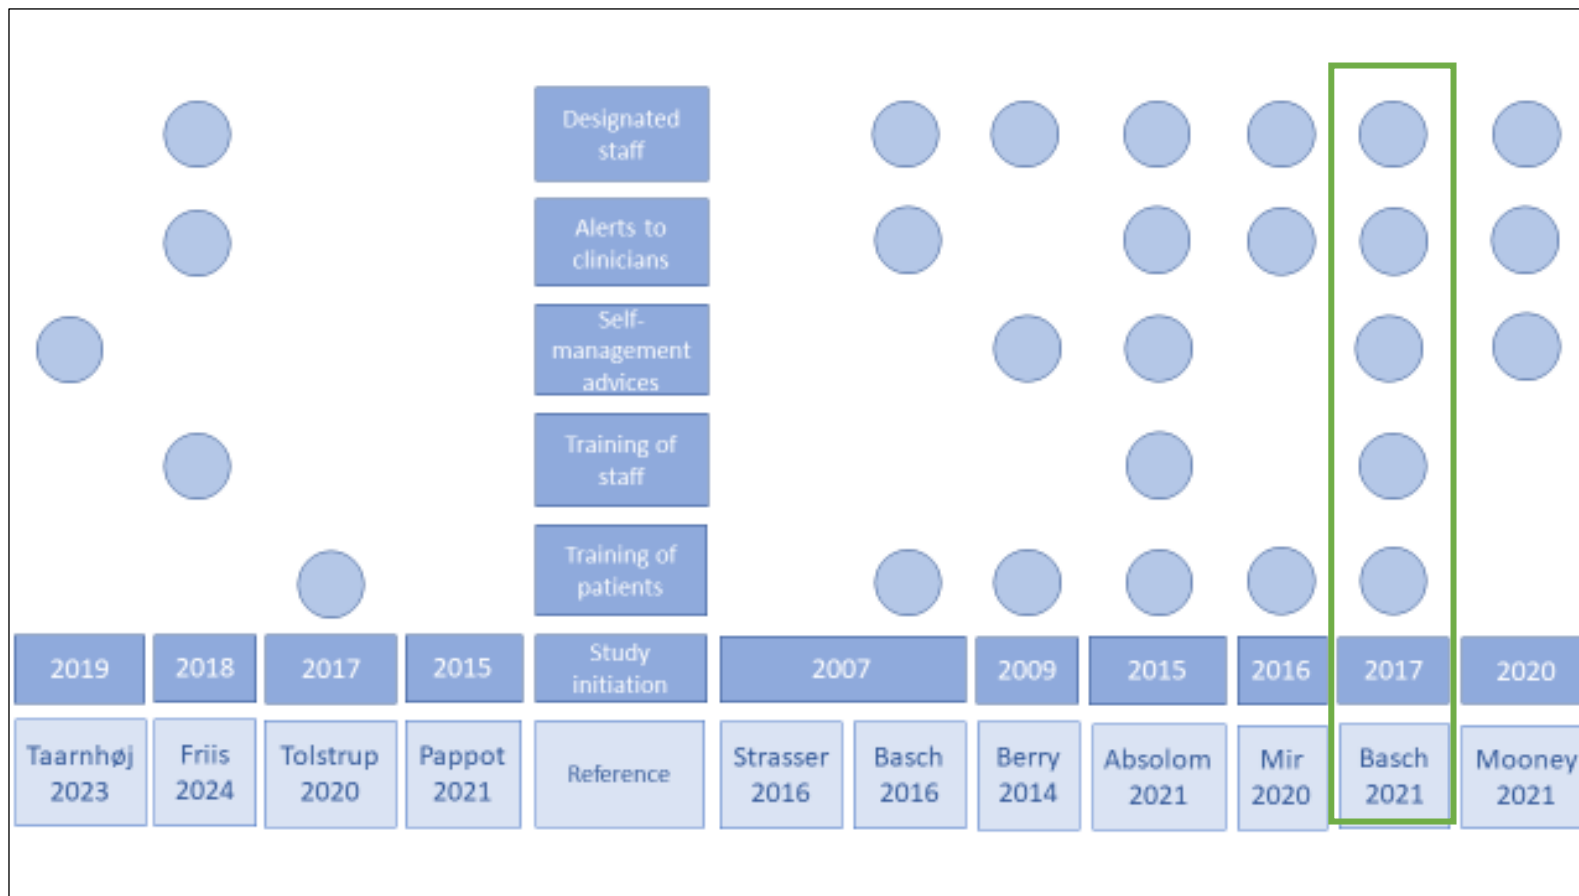 Designated
staff
Alerts to
clinicians
Self-
management
advices
Training of
staff
Training of
patients
2019
2018
2017
2015
Study
initiation
2007
2009
2015
2016
2017
2020
Taarnhøj
2023
Friis
2024
Tolstrup
2020
Pappot
2021
Reference
Strasser
2016
Basch
2016
Berry
2014
Absolom
2021
Mir
2020
Basch
2021
Mooney
2021